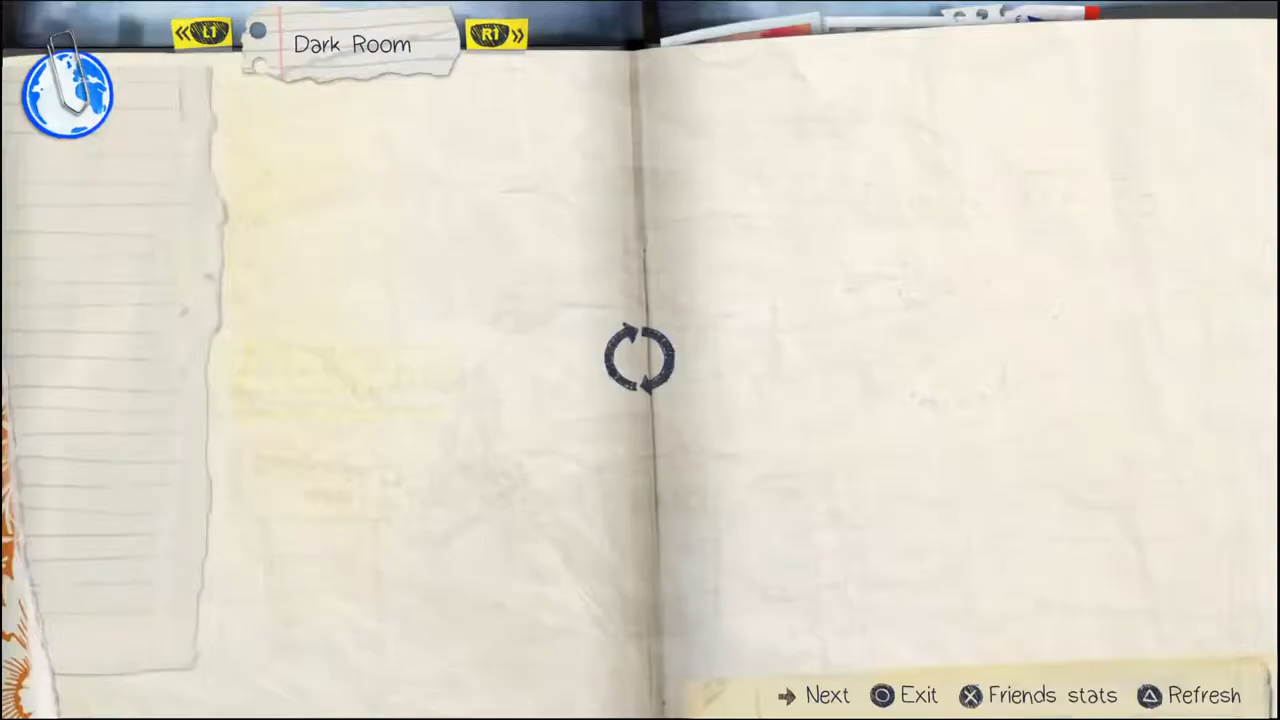 L1
Dark Room
R1
Next
Exit
Friends stats
Refresh